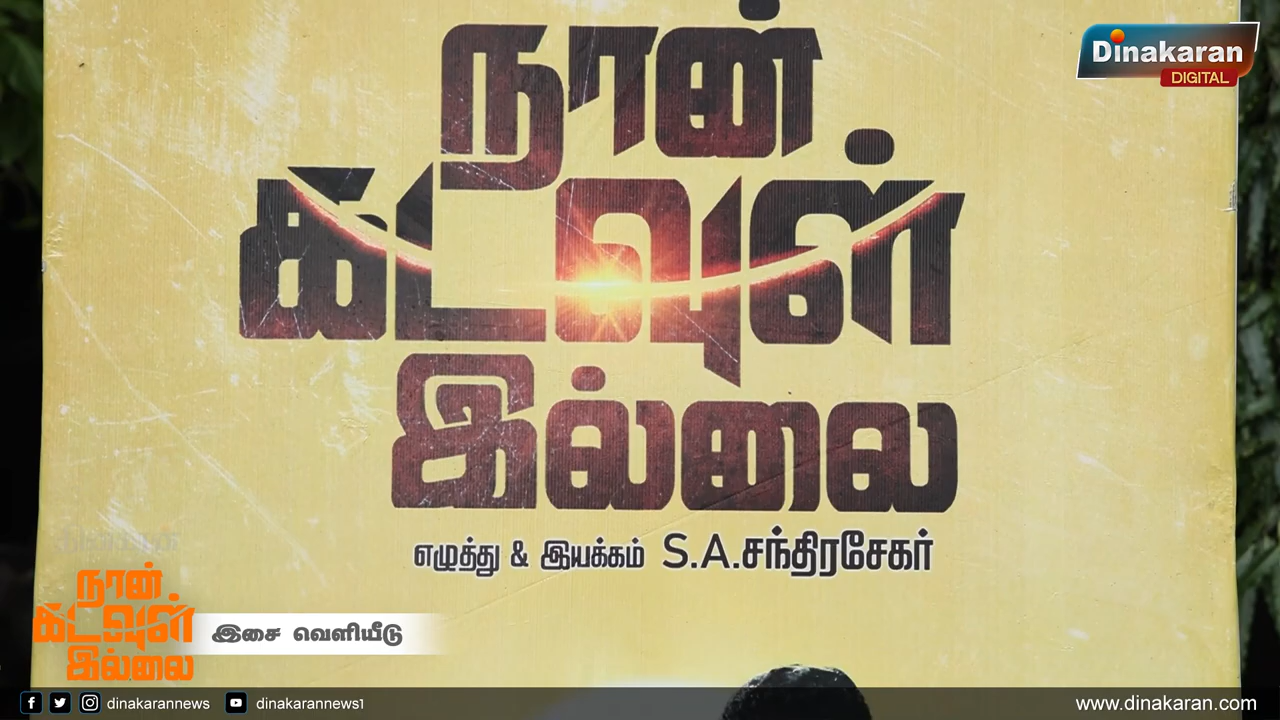 Dinakaran
DIGITAL
நான்
கடவுள்
இல்லை
எழுத்து & இயக்கம் S.A.சந்திரசேகர்
நான்
கடவுள்
இல்லை
இசை வெளியீடு
dinakarannews
dinakarannews1
www.dinakaran.com